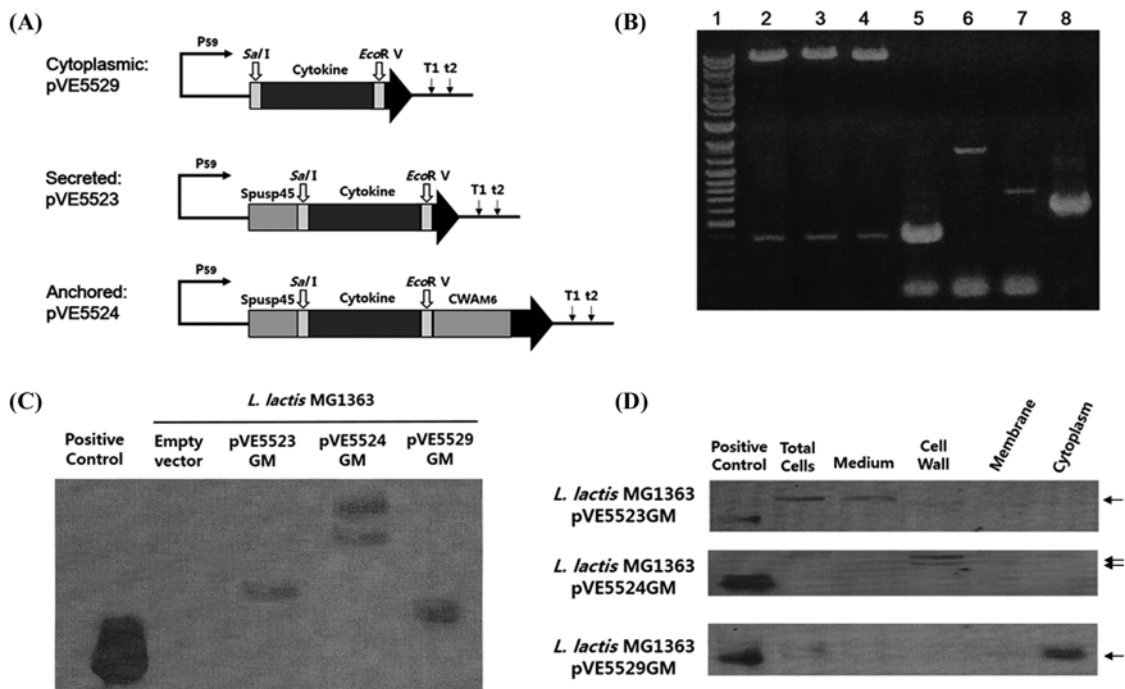 (A)
P59
Sal I
EcoR V
Cytoplasmic:
pVE5529
Cytokine
T1 t2
P59
Sal I
EcoR V
Secreted:
pVE5523
Spusp45
Cytokine
T1 t2
P59
Sal I
EcoR V
Anchored:
pVE5524
Spusp45
Cytokine
CWAM6
T1 t2
(B)
1 2 3 4 5 6 7 8
(C)
L. lactis MG1363
Positive
Control
Empty
vector
pVE5523
GM
pVE5524
GM
pVE5529
GM
(D)
Positive
Control
Total
Cells
Medium
Cell
Wall
Membrane
Cytoplasm
L. lactis MG1363
pVE5523GM
L. lactis MG1363
pVE5524GM
L. lactis MG1363
pVE5529GM